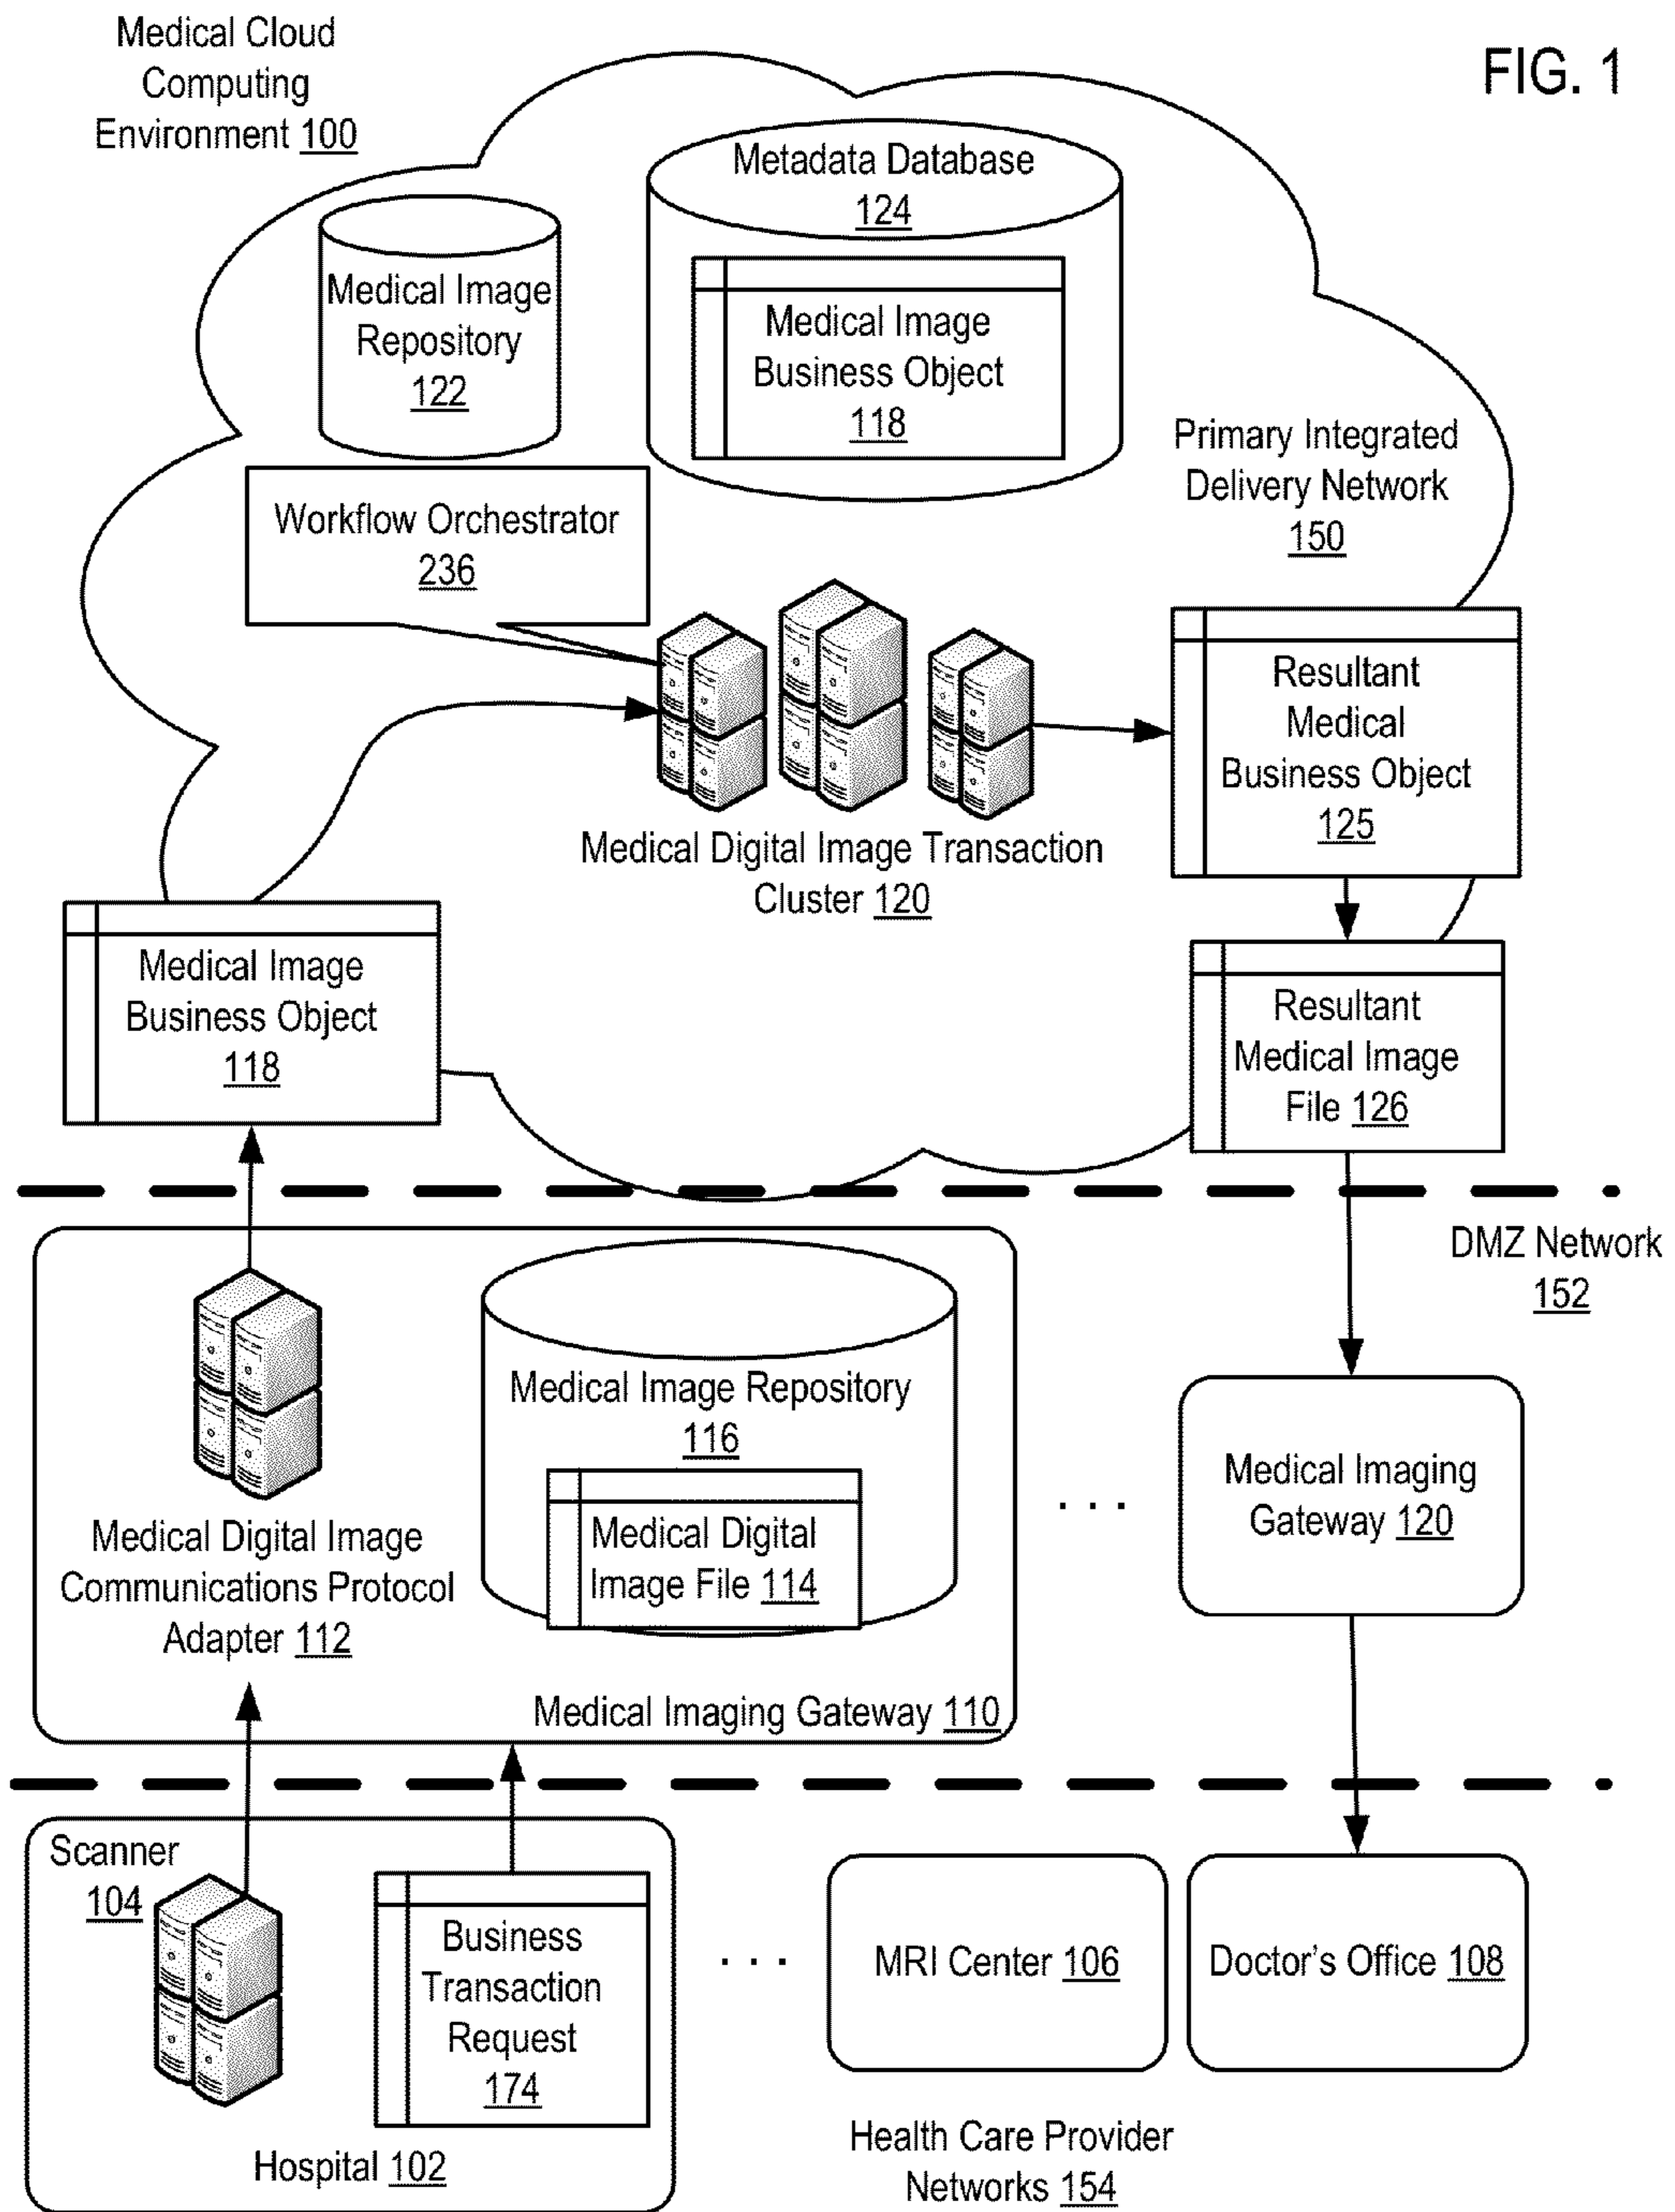 Medical Cloud
Computing
Environment 100
FIG. 1
Metadata Database
124
Medical Image
Repository
122
Medical Image
Business Object
118
Primary Integrated
Delivery Network
150
Workflow Orchestrator
236
Resultant
Medical
Business Object
125
Medical Digital Image Transaction
Cluster 120
Medical Image
Business Object
118
Resultant
Medical Image
File 126
DMZ Network
152
Medical Image Repository
116
Medical Digital
Image File 114
Medical Digital Image
Communications Protocol
Adapter 112
Medical Imaging Gateway 110
. . .
Medical Imaging
Gateway 120
Scanner
104
Business
Transaction
Request
174
Hospital 102
. . .
MRI Center 106
Doctor's Office 108
Health Care Provider
Networks 154